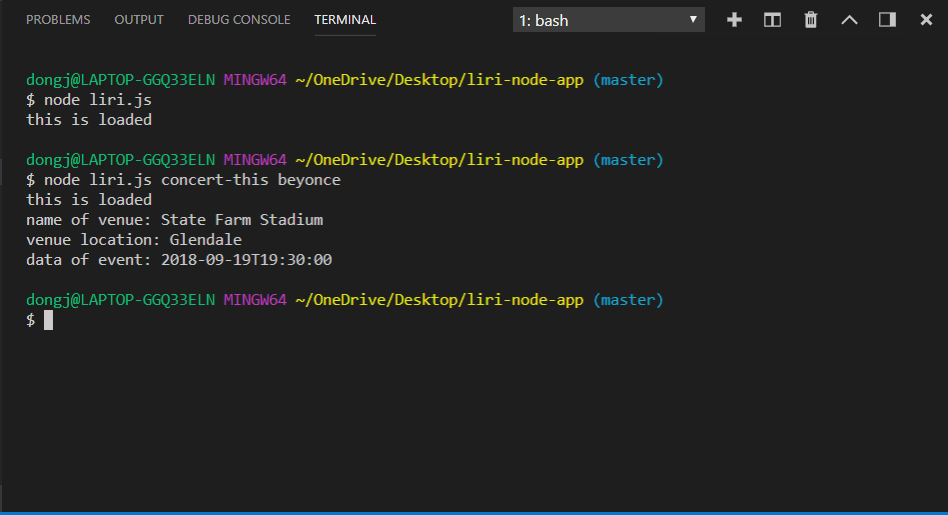 PROBLEMS OUTPUT DEBUG CONSOLE TERMINAL 1: bash
dongj@LAPTOP-GGQ33ELN MINGW64 ~/OneDrive/Desktop/liri-node-app (master)
$ node liri.js
this is loaded
dongj@LAPTOP-GGQ33ELN MINGW64 ~/OneDrive/Desktop/liri-node-app (master)
$ node liri.js concert-this beyonce
this is loaded
name of venue: State Farm Stadium
venue location: Glendale
data of event: 2018-09-19T19:30:00
dongj@LAPTOP-GGQ33ELN MINGW64 ~/OneDrive/Desktop/liri-node-app (master)
$